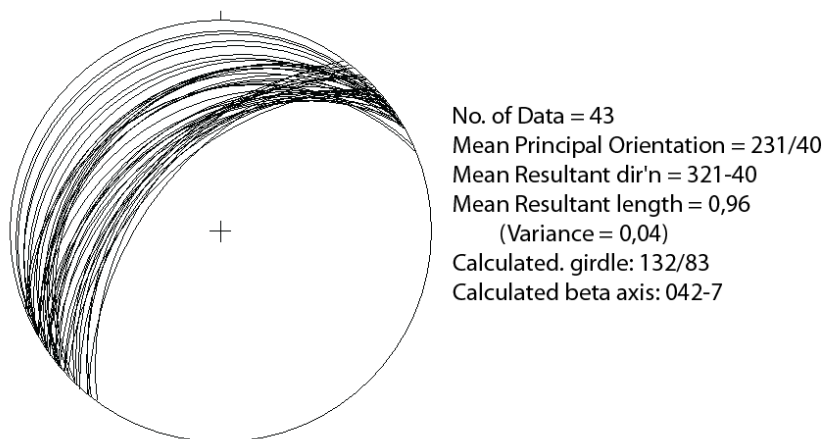 No. of Data = 43
Mean Principal Orientation = 231/40
Mean Resultant dir'n = 321-40
Mean Resultant length = 0,96
(Variance = 0,04)
Calculated. girdle: 132/83
Calculated beta axis: 042-7